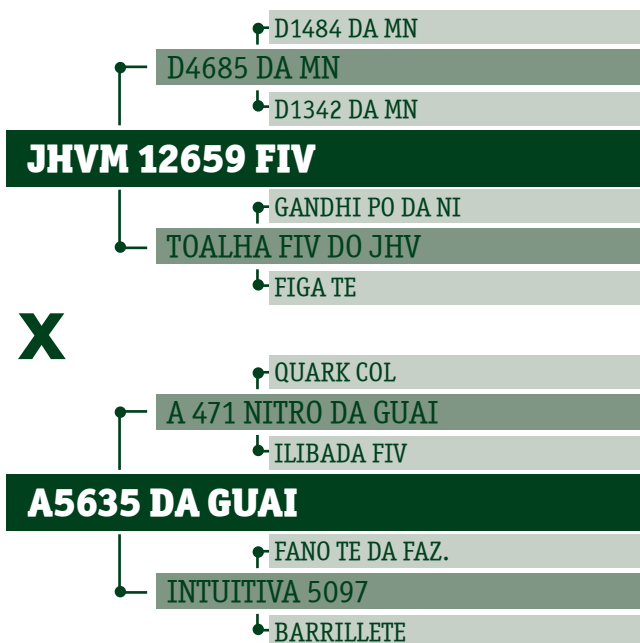 D1484 DA MN
D4685 DA MN
D1342 DA MN
JHVM 12659 FIV
GANDHI PO DA NI
TOALHA FIV DO JHV
FIGA TE
X
QUARK COL
A 471 NITRO DA GUAI
ILIBADA FIV
A5635 DA GUAI
FANO TE DA FAZ.
INTUITIVA 5097
BARRILLETE